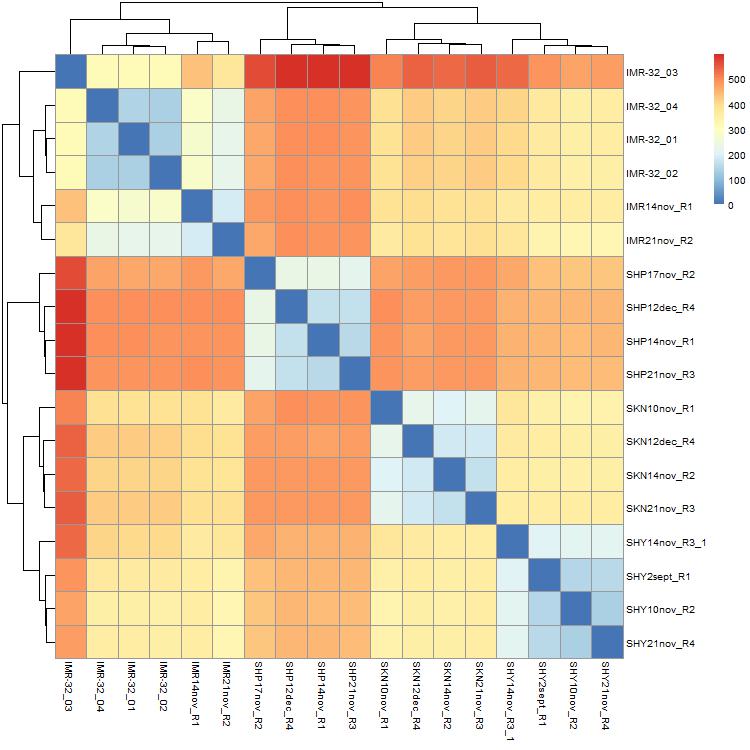 IMR-32_03
IMR-32_04
IMR-32_01
IMR-32_02
IMR14nov_R1
IMR21nov_R2
SHP17nov_R2
SHP12dec_R4
SHP14nov_R1
SHP21nov_R3
SKN10nov_R1
SKN12dec_R4
SKN14nov_R2
SKN21nov_R3
SHY14nov_R3_1
SHY2sept_R1
SHY10nov_R2
SHY21nov_R4
500
400
300
200
100
0
IMR-32_03
IMR-32_04
IMR-32_01
IMR-32_02
IMR14nov_R1
IMR21nov_R2
SHP17nov_R2
SHP12dec_R4
SHP14nov_R1
SHP21nov_R3
SKN10nov_R1
SKN12dec_R4
SKN14nov_R2
SKN21nov_R3
SHY14nov_R3_1
SHY2sept_R1
SHY10nov_R2
SHY21nov_R4